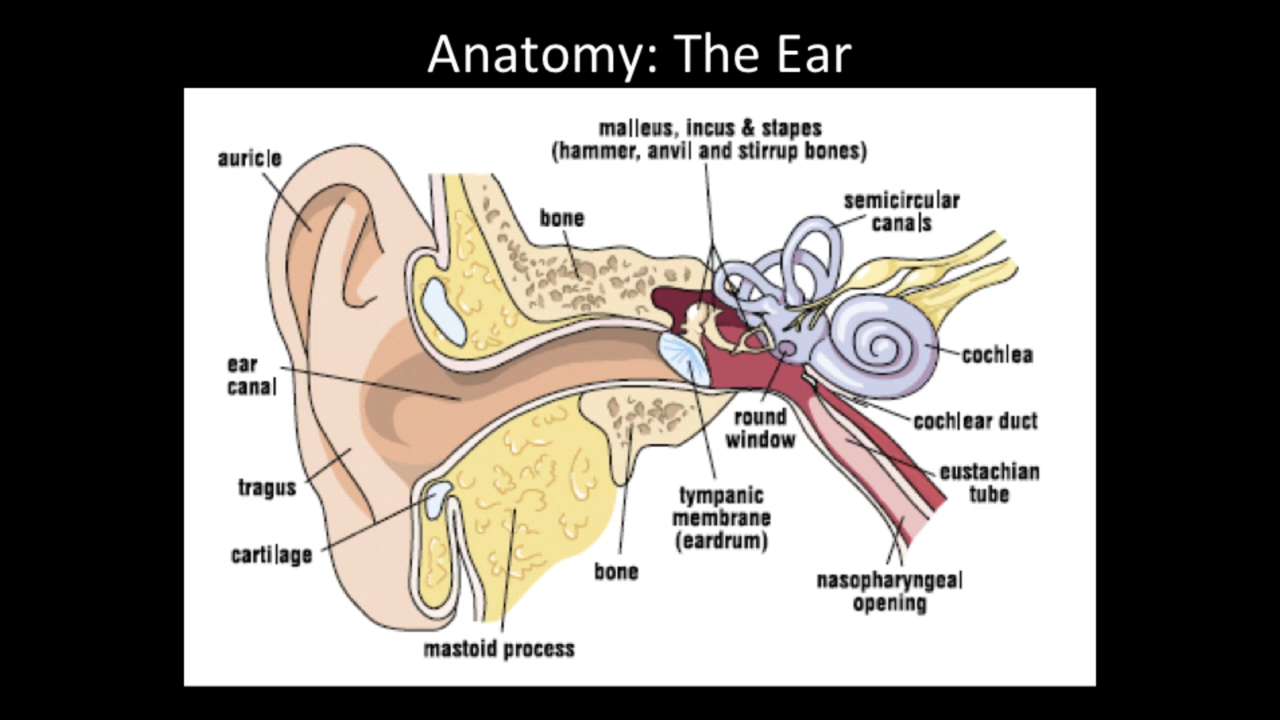 Anatomy: The Ear
malleus, incus & stapes
(hammer, anvil and stirrup bones)
auricle
bone
semicircular
canals
ear
canal
cochlea
cochlear duct
round
window
eustachian
tube
tragus
tympanic
membrane
(eardrum)
cartilage
bone
nasopharyngeal
opening
mastoid process